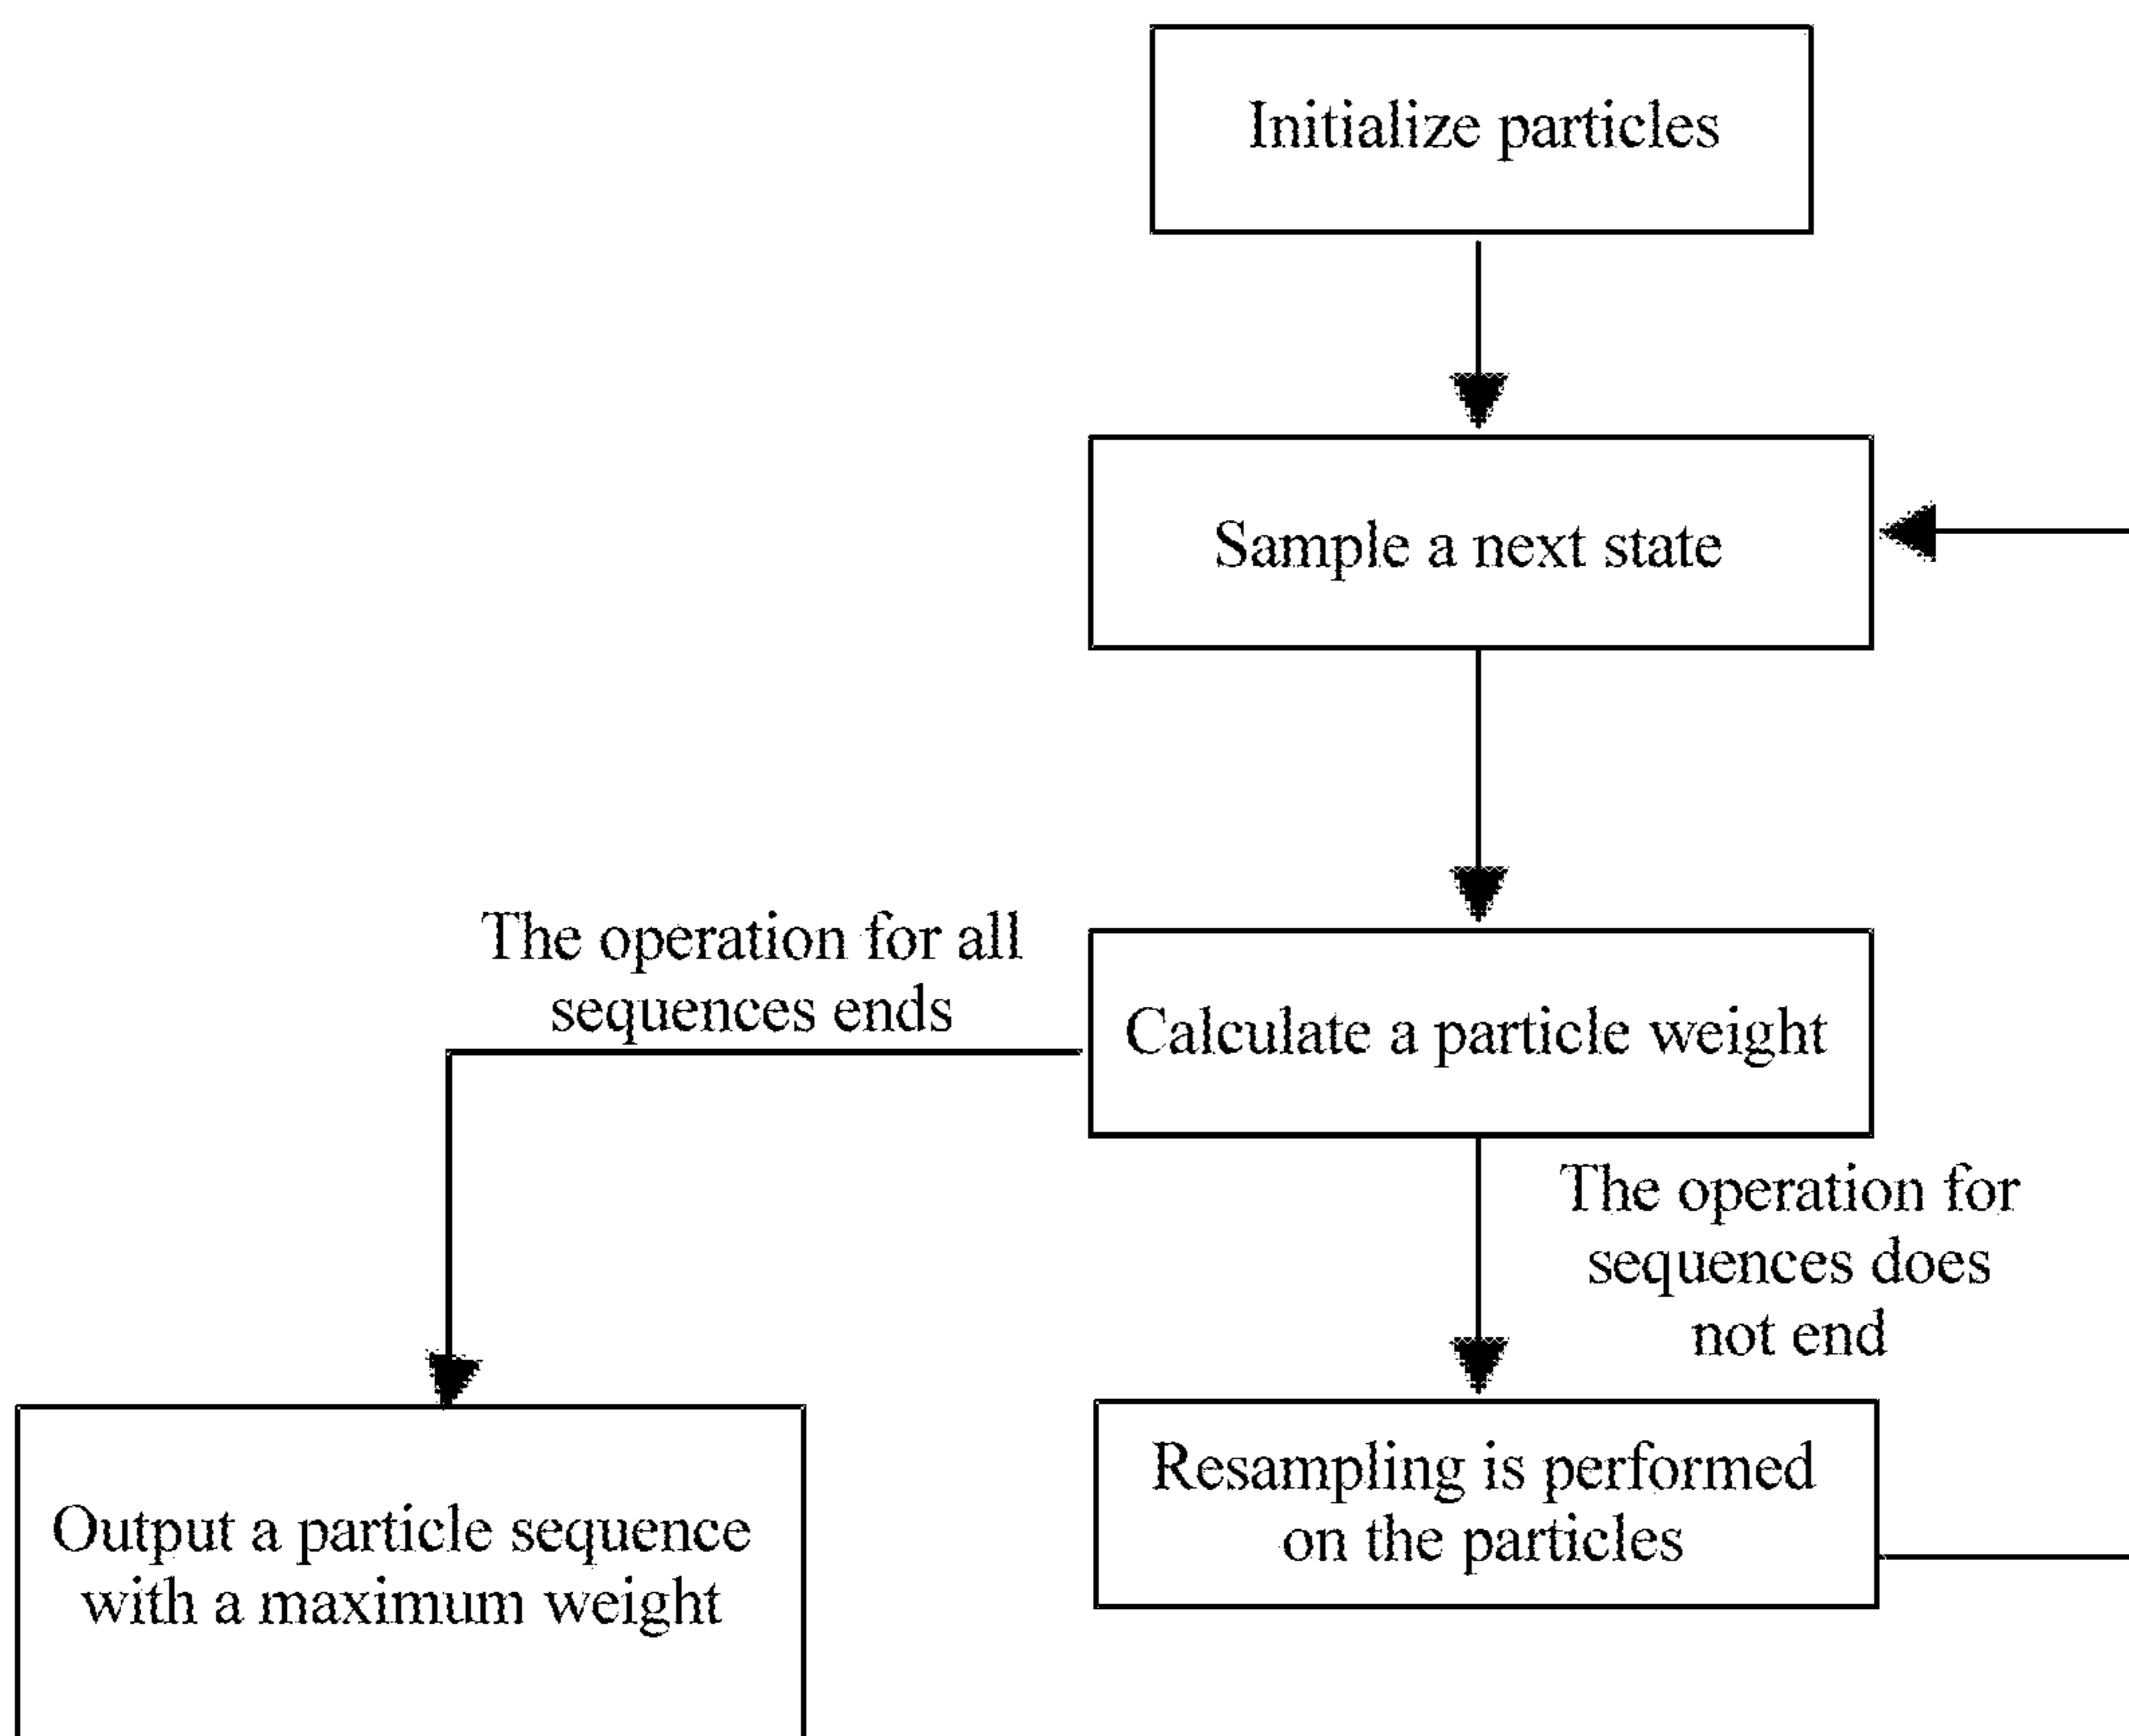 Initialize particles
Sample a next state
The operation for all
sequences ends
Calculate a particle weight
The operation for
sequences does
not end
Resampling is performed
on the particles
Output a particle sequence
with a maximum weight